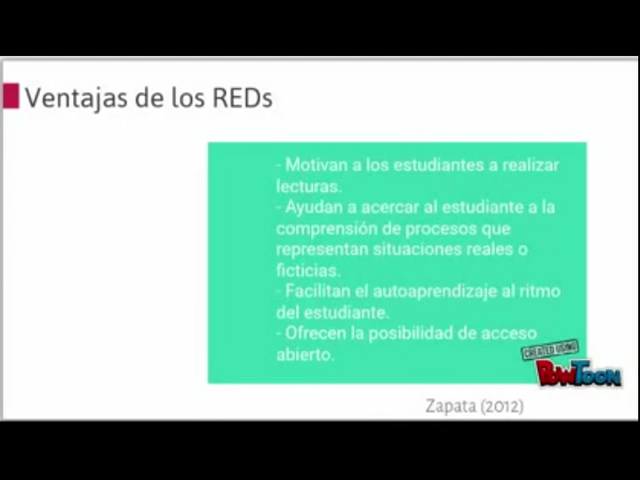 Ventajas de los REDs
- Motivan a los estudiantes a realizar
lecturas.
- Ayudan a acercar al estudiante a la
comprensión de procesos que
representan situaciones reales o
ficticias.
- Facilitan el autoaprendizaje al ritmo
del estudiante.
- Ofrecen la posibilidad de acceso
abierto.
CREATED USING
POWTOON
Zapata (2012)